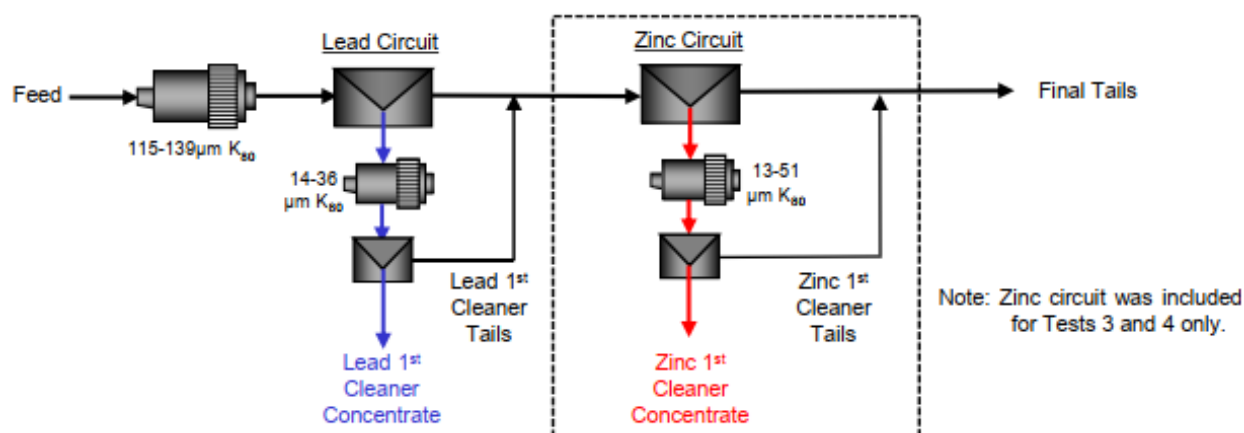 Lead Circuit
Zinc Circuit
Feed
Final Tails
115-139µm K₈₀
14-36
µm K₈₀
13-51
µm K₈₀
Lead 1ˢᵗ
Cleaner
Tails
Zinc 1ˢᵗ
Cleaner
Tails
Note: Zinc circuit was included
for Tests 3 and 4 only.
Lead 1ˢᵗ
Cleaner
Concentrate
Zinc 1ˢᵗ
Cleaner
Concentrate